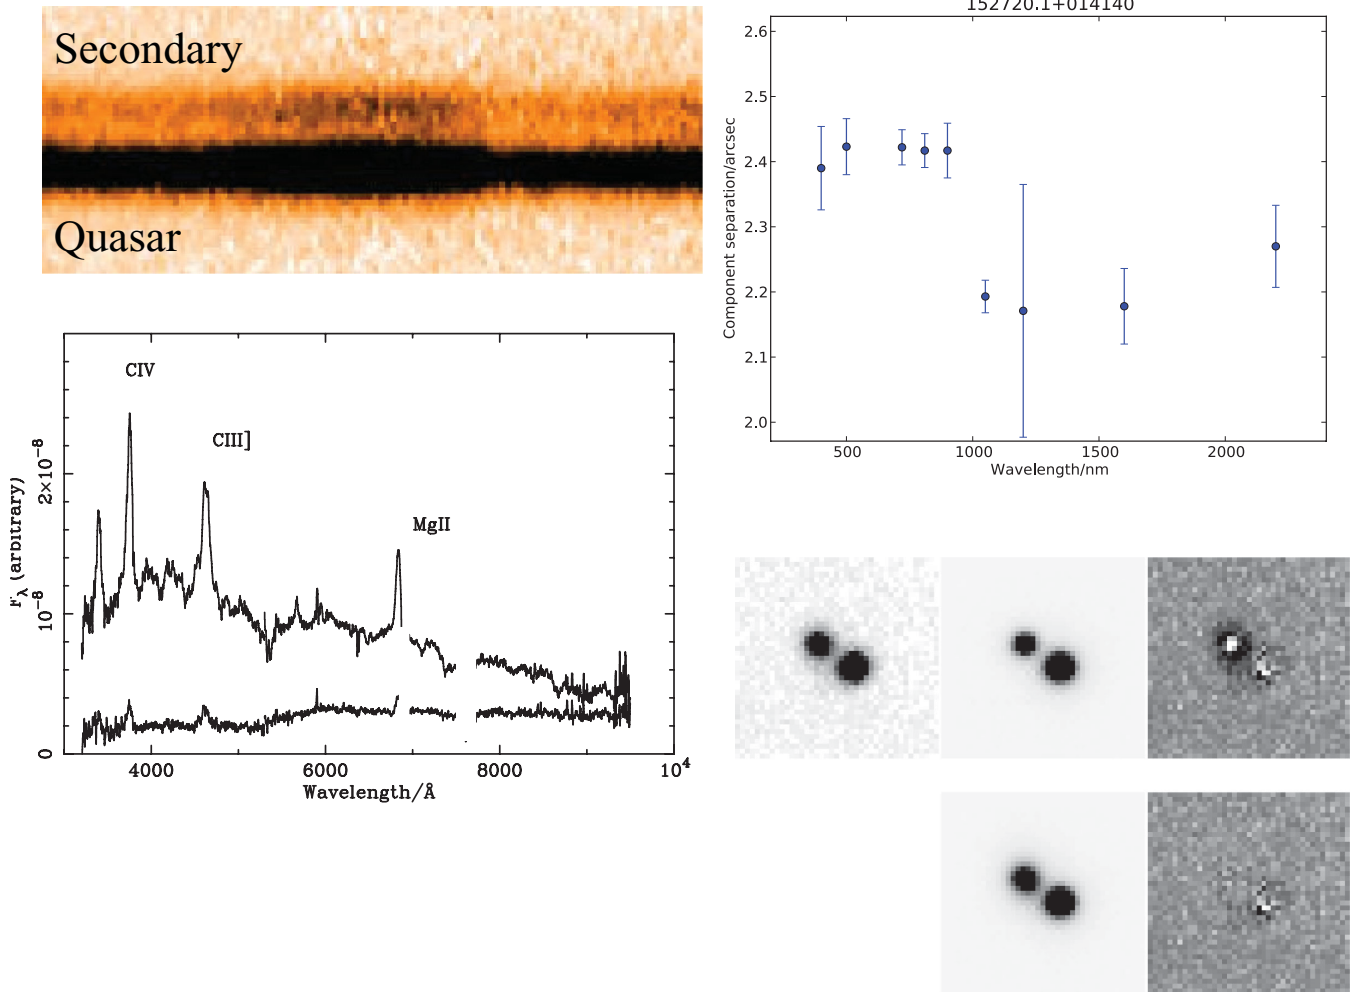 Secondary
Quasar
152720.1+014140
2.6
2.5
2.4
2.3
2.2
2.1
2.0
Component separation/arcsec
500
1000
1500
2000
Wavelength/nm
CIV
CIII]
MgII
F_λ (arbitrary)
2×10⁻⁸
10⁻⁸
0
4000
6000
8000
10⁴
Wavelength/Å